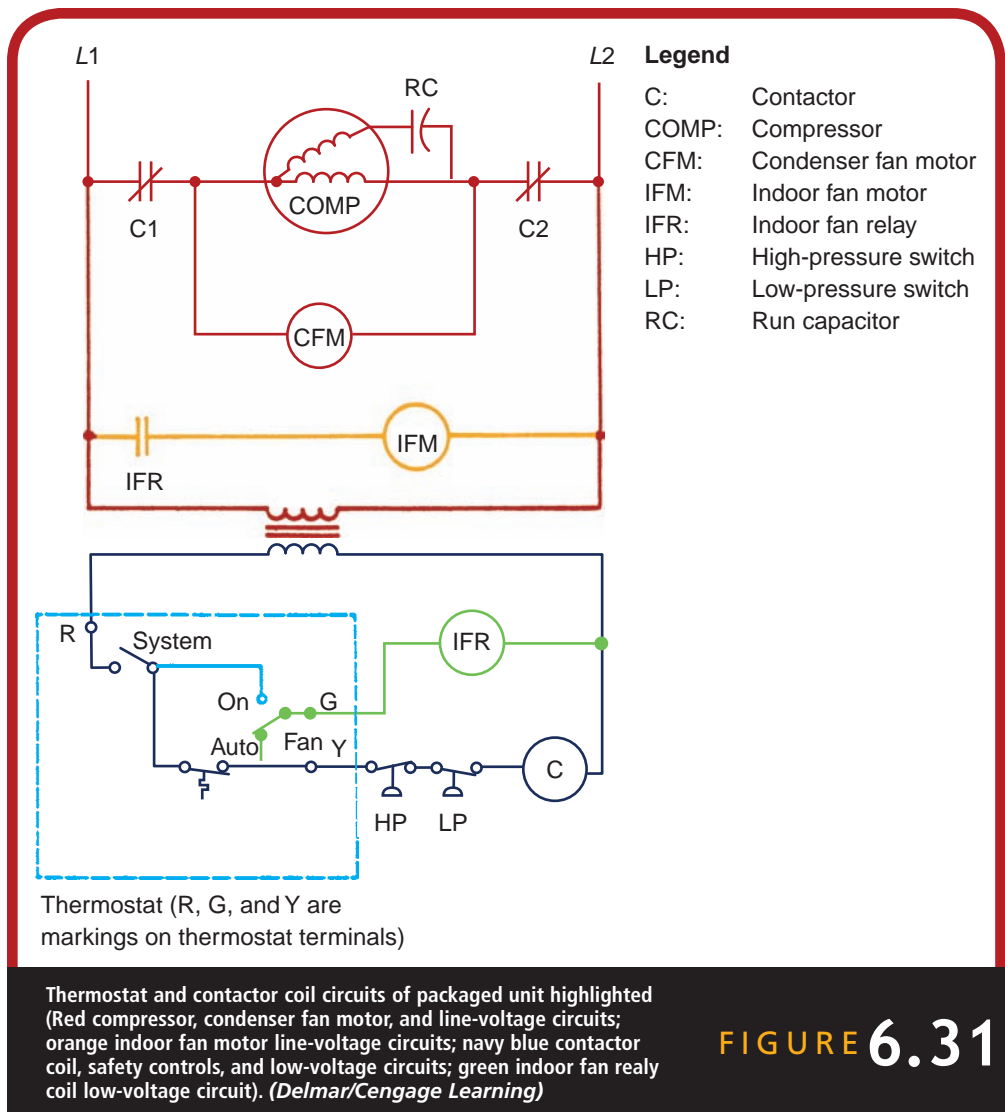 L1
L2
Legend
RC
C: Contactor
COMP: Compressor
CFM: Condenser fan motor
IFM: Indoor fan motor
IFR: Indoor fan relay
HP: High-pressure switch
LP: Low-pressure switch
RC: Run capacitor
COMP
C1
C2
CFM
IFM
IFR
R
System
IFR
On
G
Auto
Fan
Y
C
HP
LP
Thermostat (R, G, and Y are
markings on thermostat terminals)
Thermostat and contactor coil circuits of packaged unit highlighted
(Red compressor, condenser fan motor, and line-voltage circuits;
orange indoor fan motor line-voltage circuits; navy blue contactor
coil, safety controls, and low-voltage circuits; green indoor fan realy
coil low-voltage circuit). (Delmar/Cengage Learning)
FIGURE 6.31